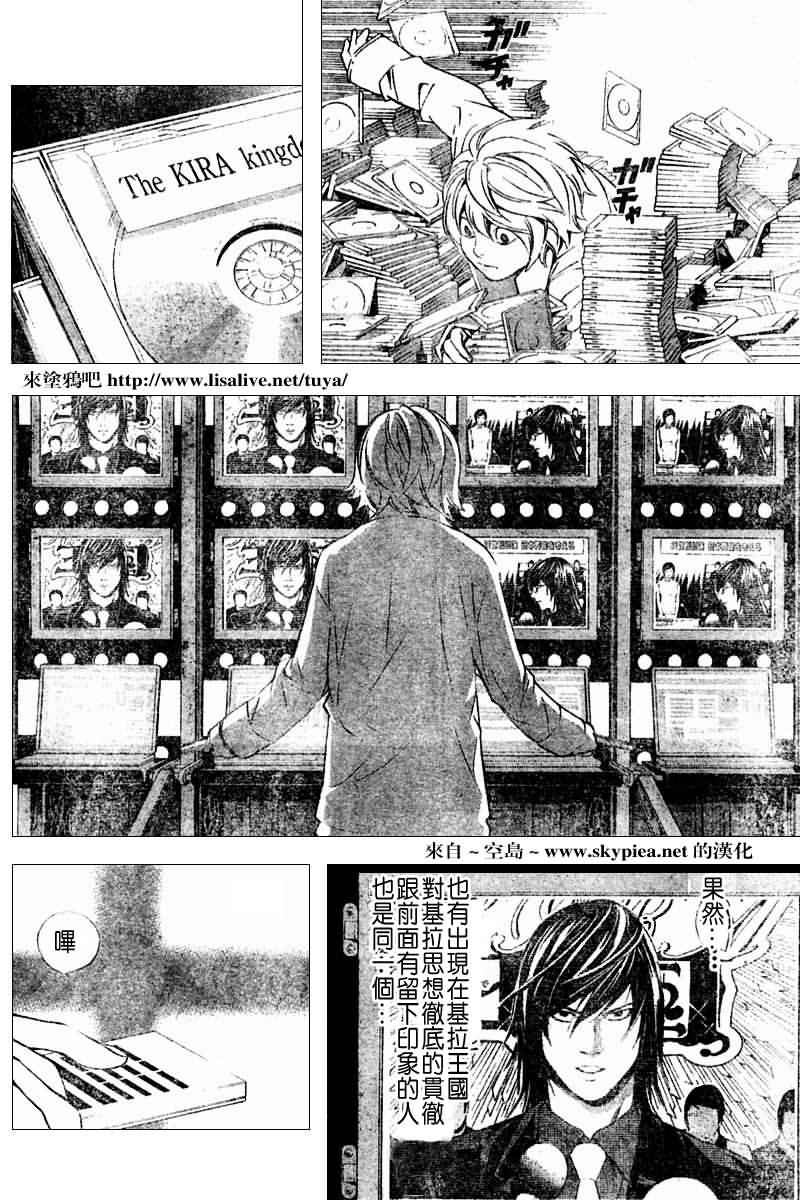 ガチャ
ガチャ
The KIRA kingdo
來塗鴉吧 http://www.lisalive.net/tuya/
來自～空島～www.skypiea.net 的漢化
果然……
也有出現在基拉王國
對基拉思想徹底的貫徹
跟前面有留下印象的人
也是同一個…
嗶